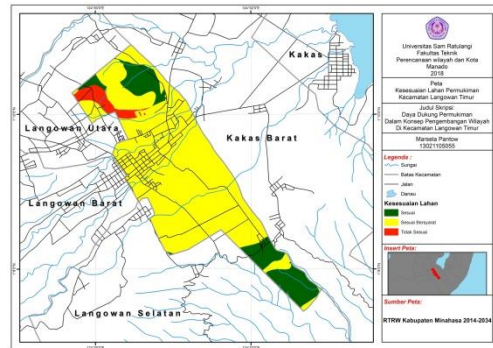 Kakas
Langowan Utara
Kakas Barat
Langowan Barat
Langowan Selatan
Universitas Sam Ratulangi
Fakultas Teknik
Perencanaan wilayah dan Kota
Manado
2018
Peta
Kesesuaian Lahan Permukiman
Kecamatan Langowan Timur
Judul Skripsi:
Daya Dukung Permukiman
Dalam Konsep Pengembangan Wilayah
Di Kecamatan Langowan Timur
Marsela Pantow
13021105055
Legenda :
Sungai
Batas Kecamatan
Jalan
Danau
Kesesuaian Lahan
Sesuai
Sesuai Bersyarat
Tidak Sesuai
Insert Peta:
Sumber Peta:
RTRW Kabupaten Minahasa 2014-2034